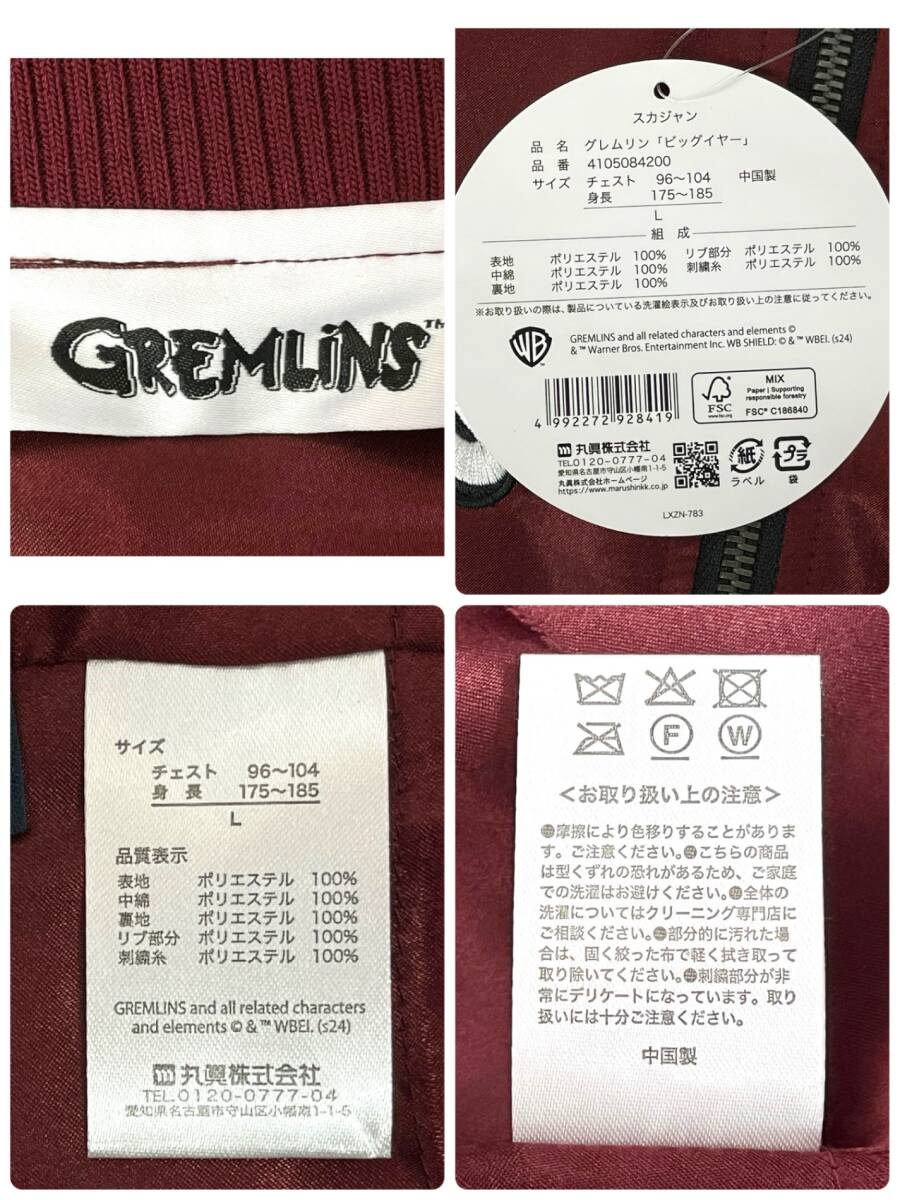 GREMLiNS™
スカジャン
品 名 グレムリン「ビッグイヤー」
品 番 4105084200
サイズ チェスト 96〜104 中国製
身長 175〜185
L
組 成
表地 ポリエステル 100% リブ部分 ポリエステル 100%
中綿 ポリエステル 100% 刺繍糸 ポリエステル 100%
裏地 ポリエステル 100%
※お取り扱いの際は、製品についている洗濯絵表示及びお取り扱い上の注意に従ってください。
WB
GREMLINS and all related characters and elements ©
& ™ Warner Bros. Entertainment Inc. WB SHIELD: © & ™ WBEI. (s24)
4 992272 928419
FSC
www.fsc.org
MIX
Paper | Supporting
responsible forestry
FSC® C186840
丸眞株式会社
TEL0120-0777-04
愛知県名古屋市守山区小幡南1-1-5
丸眞株式会社ホームページ
https://www.marushinkk.co.jp
紙
ラベル
プラ
袋
LXZN-783
サイズ
チェスト 96〜104
身 長 175〜185
L
品質表示
表地 ポリエステル 100%
中綿 ポリエステル 100%
裏地 ポリエステル 100%
リブ部分 ポリエステル 100%
刺繍糸 ポリエステル 100%
GREMLINS and all related characters
and elements © & ™ WBEI. (s24)
丸眞株式会社
TEL.0120-0777-04
愛知県名古屋市守山区小幡南1-1-5
F
W
＜お取り扱い上の注意＞
●摩擦により色移りすることがありま
す。ご注意ください。●こちらの商品
は型くずれの恐れがあるため、ご家庭
での洗濯はお避けください。●全体の
洗濯についてはクリーニング専門店に
ご相談ください。●部分的に汚れた場
合は、固く絞った布で軽く拭き取って
取り除いてください。●刺繍部分が非
常にデリケートになっています。取り
扱いには十分ご注意ください。
中国製